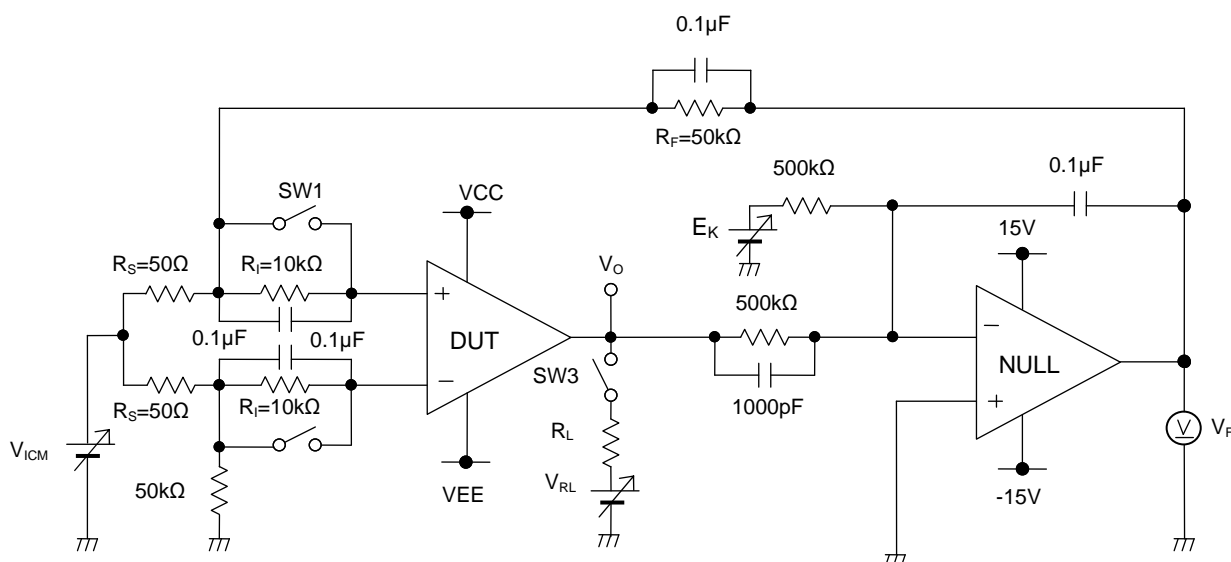 0.1µF
R_F=50kΩ
500kΩ
0.1µF
SW1
VCC
E_K
15V
R_S=50Ω
R_I=10kΩ
V_O
500kΩ
+
−
0.1µF
0.1µF
DUT
NULL
−
SW3
+
R_S=50Ω
R_I=10kΩ
1000pF
V
V_F
R_L
V_ICM
50kΩ
VEE
V_RL
-15V